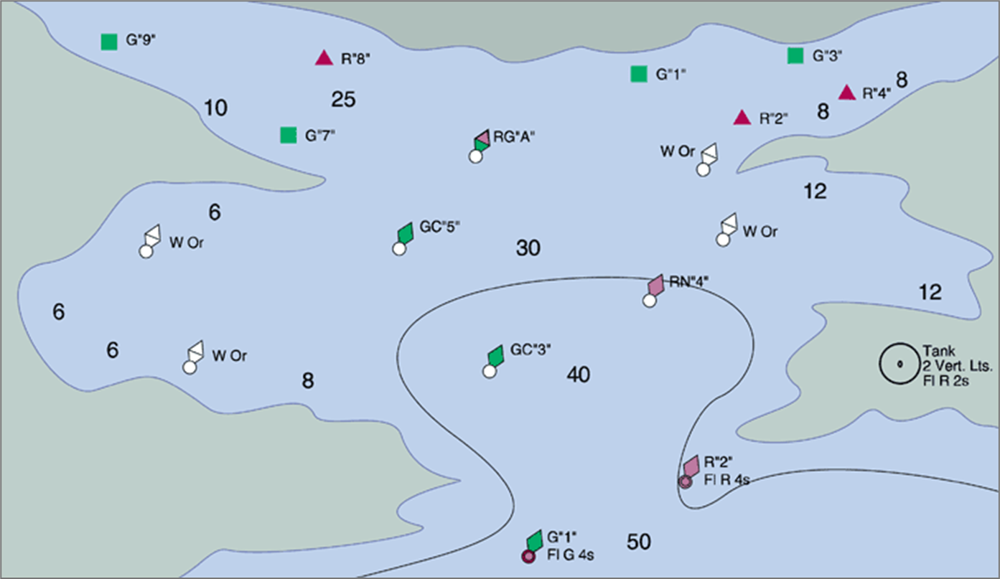 G"9"
R"8"
G"3"
G"1"
8
R"4"
25
10
8
R"2"
G"7"
RG"A"
W Or
12
6
GC"5"
W Or
W Or
30
RN"4"
12
6
6
GC"3"
Tank
2 Vert. Lts.
Fl R 2s
W Or
40
8
R"2"
Fl R 4s
G"1"
Fl G 4s
50